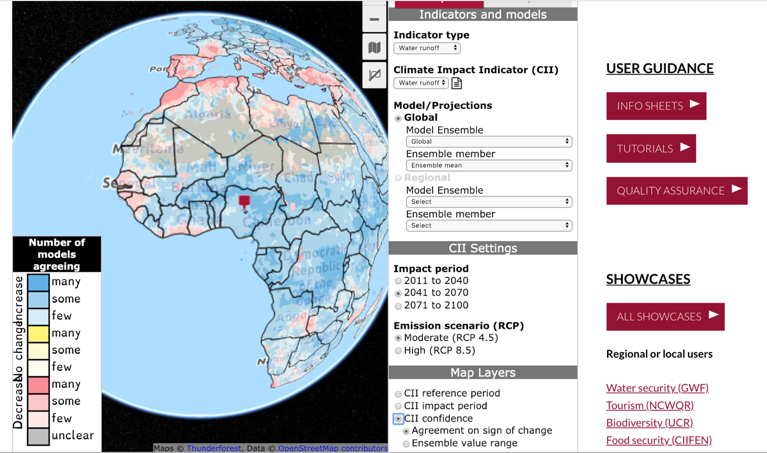 Indicators and models
Indicator type
Water runoff
Climate Impact Indicator (CII)
Water runoff
Model/Projections
Global
Model Ensemble
Global
Ensemble member
Ensemble mean
Regional
Model Ensemble
Select
Ensemble member
Select
CII Settings
Impact period
2011 to 2040
2041 to 2070
2071 to 2100
Emission scenario (RCP)
Moderate (RCP 4.5)
High (RCP 8.5)
Map Layers
CII reference period
CII impact period
CII confidence
Agreement on sign of change
Ensemble value range
USER GUIDANCE
INFO SHEETS
TUTORIALS
QUALITY ASSURANCE
SHOWCASES
ALL SHOWCASES
Regional or local users
Water security (GWF)
Tourism (NCWQR)
Biodiversity (UCR)
Food security (CIIFEN)
Algeria
Mauritania
Mali
Niger
Number of
models
agreeing
Increase
many
some
few
No change
many
some
few
Decrease
many
some
few
unclear
Maps © Thunderforest, Data © OpenStreetMap contributors